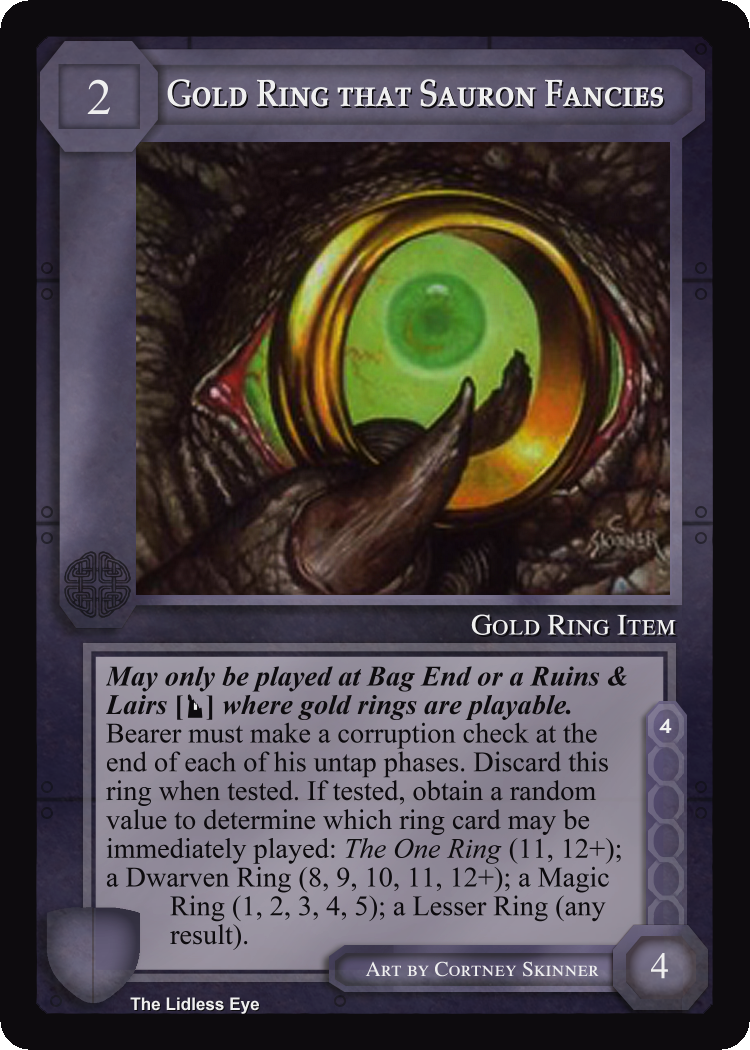 2
Gold Ring that Sauron Fancies
C
Skinner
Gold Ring Item
May only be played at Bag End or a Ruins &
Lairs [] where gold rings are playable.
Bearer must make a corruption check at the
end of each of his untap phases. Discard this
ring when tested. If tested, obtain a random
value to determine which ring card may be
immediately played: The One Ring (11, 12+);
a Dwarven Ring (8, 9, 10, 11, 12+); a Magic
Ring (1, 2, 3, 4, 5); a Lesser Ring (any
result).
4
Art by Cortney Skinner
4
The Lidless Eye